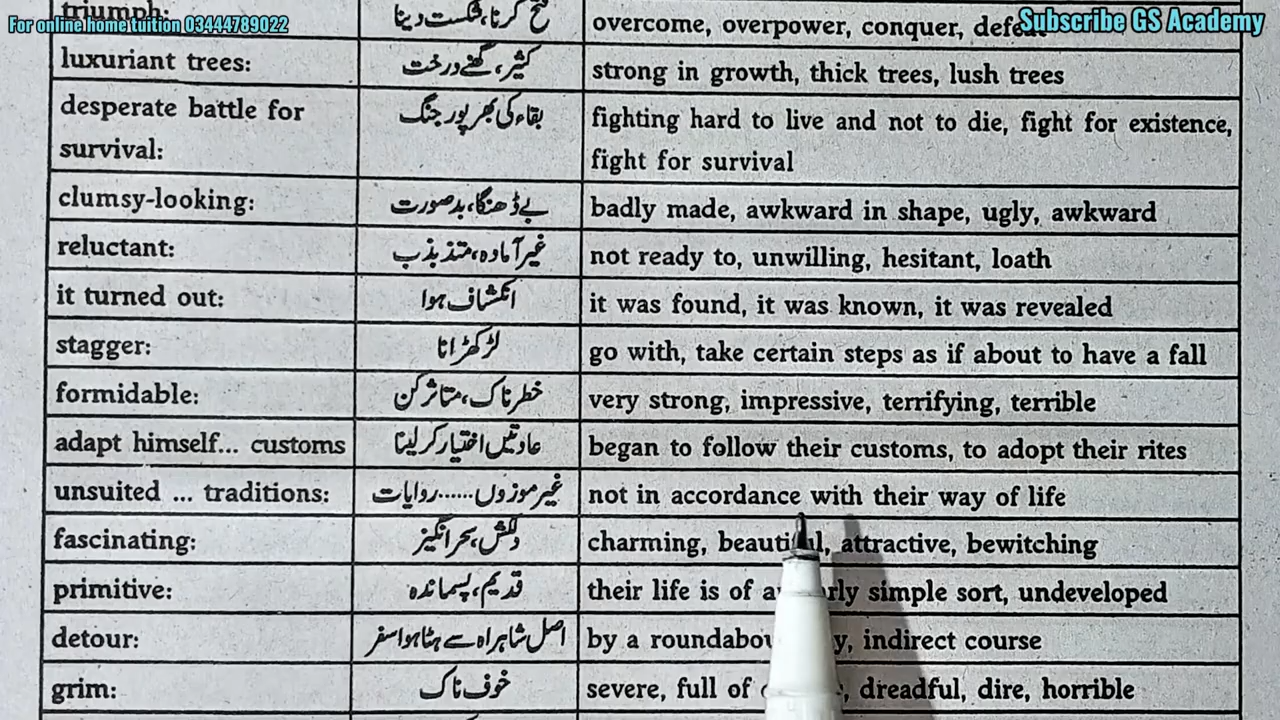 For online home tuition 03444789022
Subscribe GS Academy
triumph: فتح کرنا، شکست دینا overcome, overpower, conquer,
luxuriant trees: کثیر، گھنے درخت strong in growth, thick trees, lush trees
desperate battle for بقاء کی بھرپور جنگ fighting hard to live and not to die, fight for existence,
survival: fight for survival
clumsy-looking: بے ڈھنگا، بدصورت badly made, awkward in shape, ugly, awkward
reluctant: غیر آمادہ، متذبذب not ready to, unwilling, hesitant, loath
it turned out: انکشاف ہوا it was found, it was known, it was revealed
stagger: لڑکھڑانا go with, take certain steps as if about to have a fall
formidable: خطرناک، متاثر کن very strong, impressive, terrifying, terrible
adapt himself... customs عادتیں اختیار کر لینا began to follow their customs, to adopt their rites
unsuited ... traditions: غیر موزوں......روایات not in accordance with their way of life
fascinating: دلکش، سحر انگیز charming, attractive, bewitching
primitive: قدیم، پسماندہ their life is of simple sort, undeveloped
detour: اصل شاہراہ سے ہٹا ہوا سفر by a indirect course
grim: خوف ناک severe, full of dreadful, dire, horrible